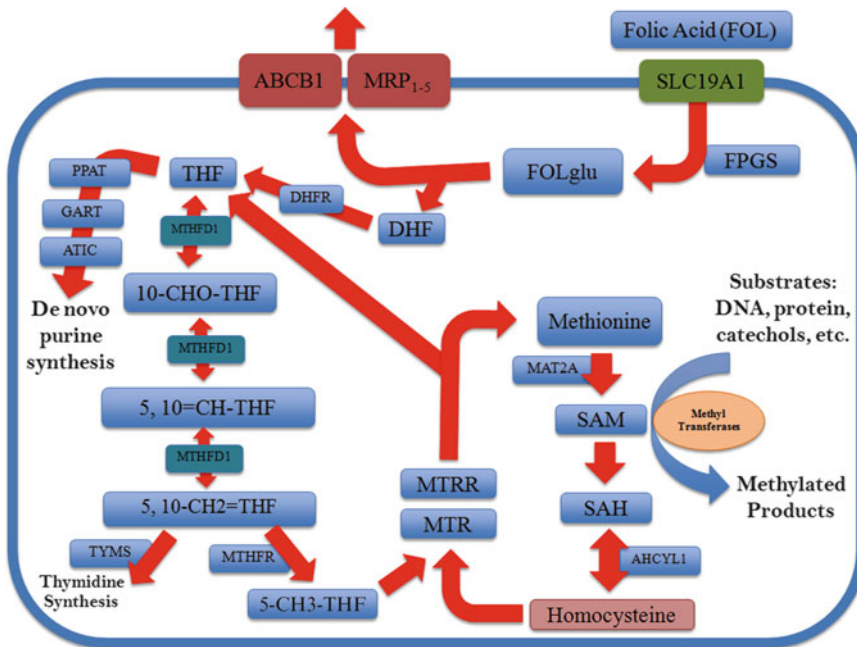 Folic Acid (FOL)
ABCB1
MRP1-5
SLC19A1
PPAT
THF
FOLglu
FPGS
GART
DHFR
ATIC
MTHFD1
DHF
De novo
purine
synthesis
10-CHO-THF
Methionine
Substrates:
DNA, protein,
catechols, etc.
MTHFD1
MAT2A
5, 10=CH-THF
SAM
Methyl
Transferases
MTHFD1
MTRR
Methylated
Products
5, 10-CH2=THF
MTR
SAH
TYMS
MTHFR
AHCYL1
Thymidine
Synthesis
5-CH3-THF
Homocysteine